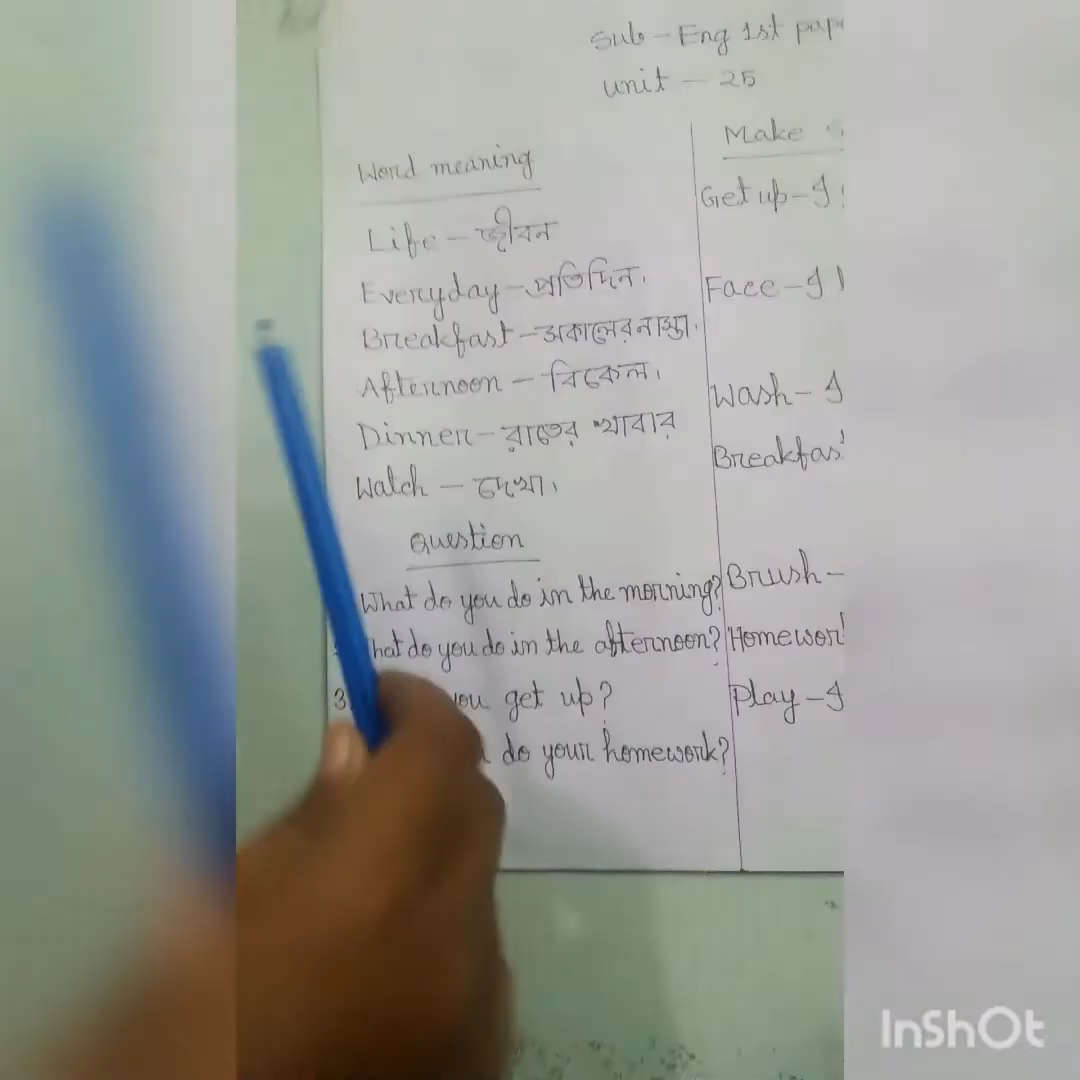 Sub - Eng 1st
Unit - 25
Word meaning
Life - জীবন
Everyday - প্রতিদিন।
Breakfast - সকালের নাস্তা।
Afternoon - বিকেল।
Dinner - রাতের খাবার
Watch - দেখা।
Question
What do you do in the morning?
do you do in the afternoon?
3. you get up?
do your homework?
Make
Get up - I
Face - I
Wash - I
Breakfas
Brush -
Homewor
Play - I
InShOt